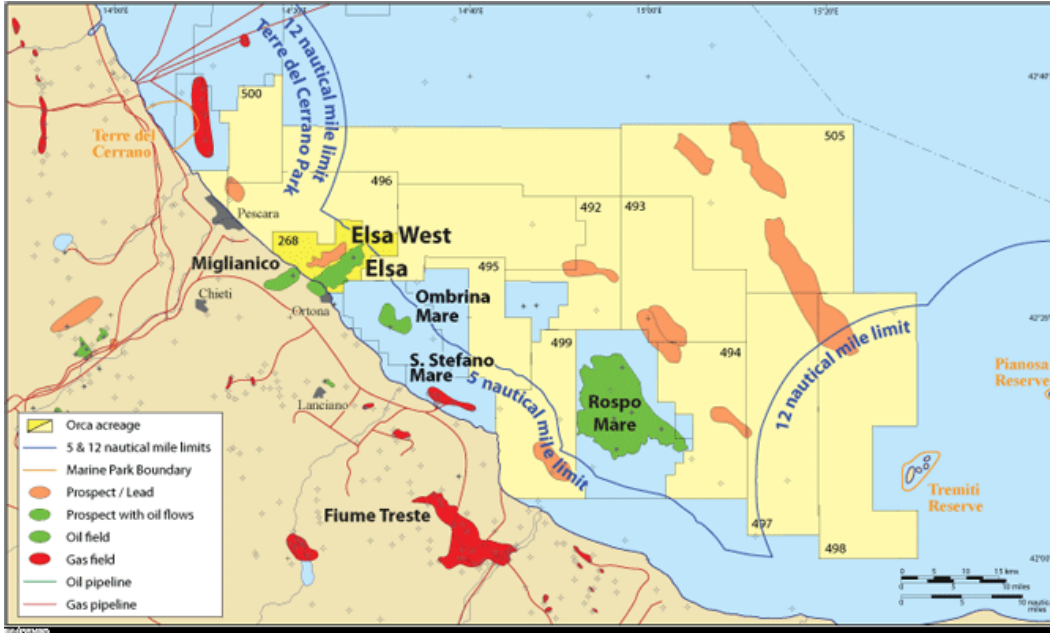 14°00'E
14°40'E
15°00'E
15°20'E
12 nautical mile limit
Terre del Cerrano Park
500
505
42°40'
Terre del
Cerrano
496
492
493
Pescara
268
Elsa West
Miglianico
Elsa
495
Chieti
Ortona
Ombrina
Mare
42°20'
499
494
12 nautical mile limit
S. Stefano
Mare
5 nautical mile limit
Pianosa
Reserve
Lanciano
Rospo
Mare
Tremiti
Reserve
Fiume Treste
497
498
42°00'
Orca acreage
5 & 12 nautical mile limits
Marine Park Boundary
Prospect / Lead
Prospect with oil flows
Oil field
Gas field
Oil pipeline
Gas pipeline
0 5 10 15 kms
0 5 10 miles
0 5 10 nautical